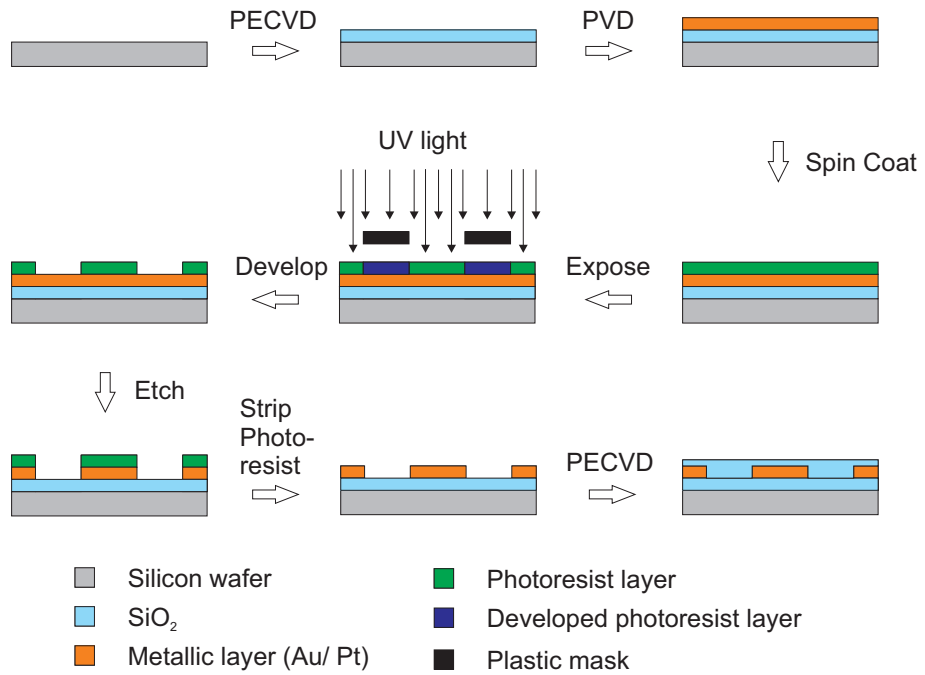 PECVD
PVD
UV light
Spin Coat
Develop
Expose
Etch
Strip
Photo-
resist
PECVD
Silicon wafer
SiO₂
Metallic layer (Au/ Pt)
Photoresist layer
Developed photoresist layer
Plastic mask